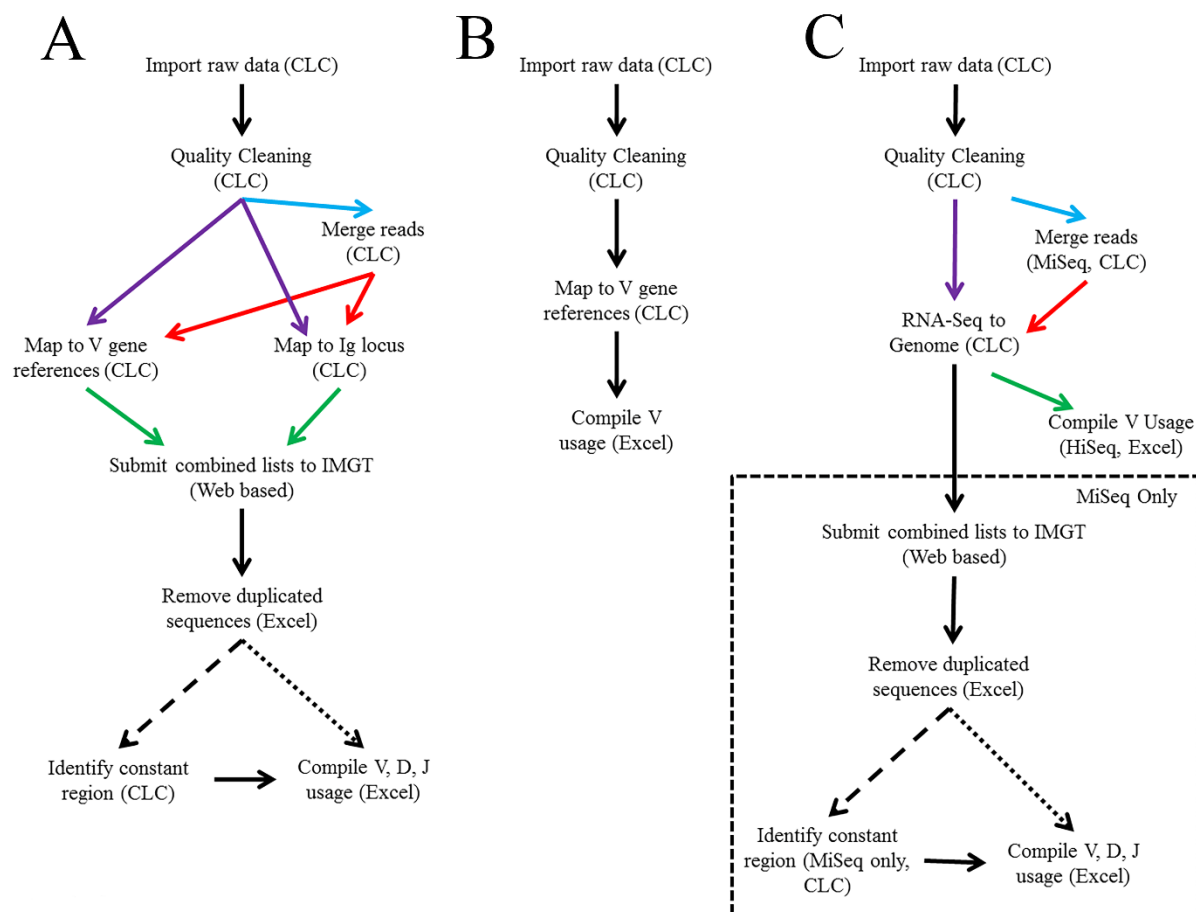 A
Import raw data (CLC)
Quality Cleaning
(CLC)
Merge reads
(CLC)
Map to V gene
references (CLC)
Map to Ig locus
(CLC)
Submit combined lists to IMGT
(Web based)
Remove duplicated
sequences (Excel)
Identify constant
region (CLC)
Compile V, D, J
usage (Excel)
B
Import raw data (CLC)
Quality Cleaning
(CLC)
Map to V gene
references (CLC)
Compile V
usage (Excel)
C
Import raw data (CLC)
Quality Cleaning
(CLC)
Merge reads
(MiSeq, CLC)
RNA-Seq to
Genome (CLC)
Compile V Usage
(HiSeq, Excel)
MiSeq Only
Submit combined lists to IMGT
(Web based)
Remove duplicated
sequences (Excel)
Identify constant
region (MiSeq only,
CLC)
Compile V, D, J
usage (Excel)